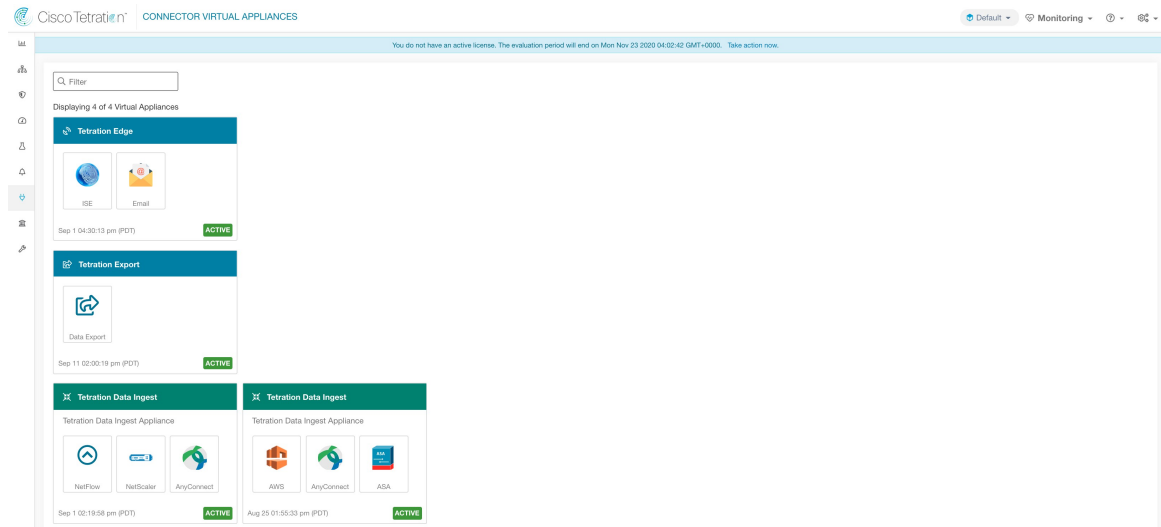 Cisco Tetration™ CONNECTOR VIRTUAL APPLIANCES Default Monitoring
You do not have an active license. The evaluation period will end on Mon Nov 23 2020 04:02:42 GMT+0000. Take action now.
Filter
Displaying 4 of 4 Virtual Appliances
Tetration Edge
ISE Email
Sep 1 04:30:13 pm (PDT) ACTIVE
Tetration Export
Data Export
Sep 11 02:00:19 pm (PDT) ACTIVE
Tetration Data Ingest Tetration Data Ingest
Tetration Data Ingest Appliance Tetration Data Ingest Appliance
ASA
NetFlow NetScaler AnyConnect AWS AnyConnect ASA
Sep 1 02:19:58 pm (PDT) ACTIVE Aug 25 01:55:33 pm (PDT) ACTIVE